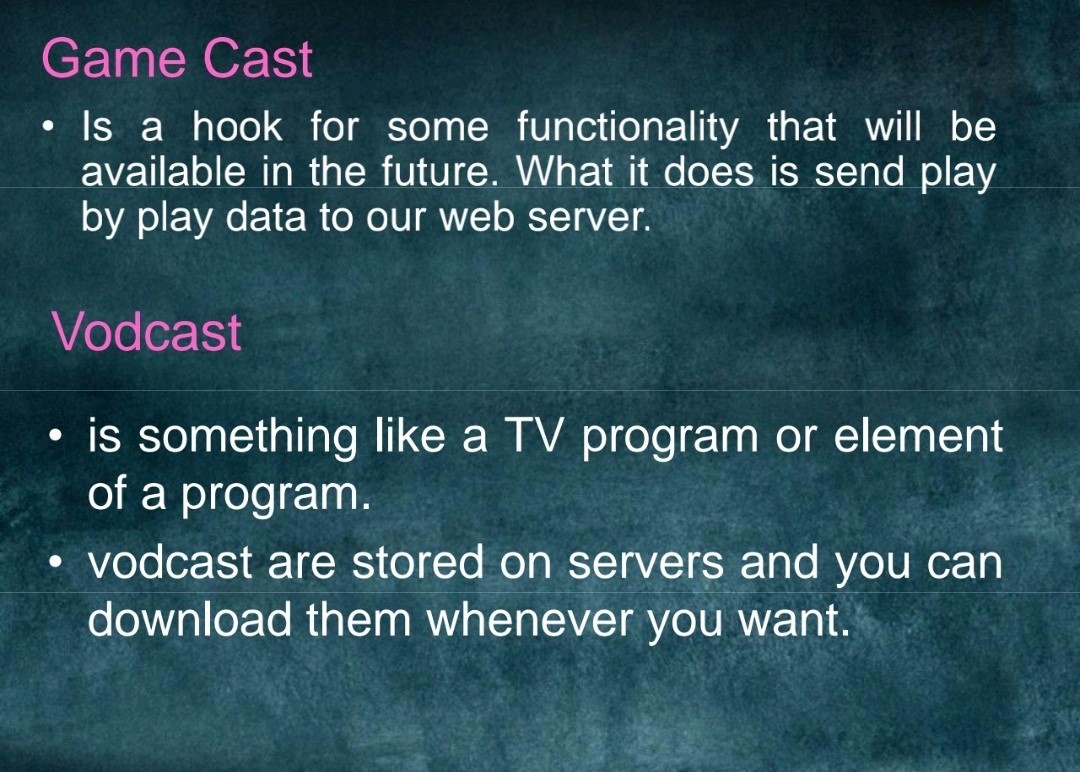 Game Cast
• Is a hook for some functionality that will be
available in the future. What it does is send play
by play data to our web server.
Vodcast
• is something like a TV program or element
of a program.
• vodcast are stored on servers and you can
download them whenever you want.